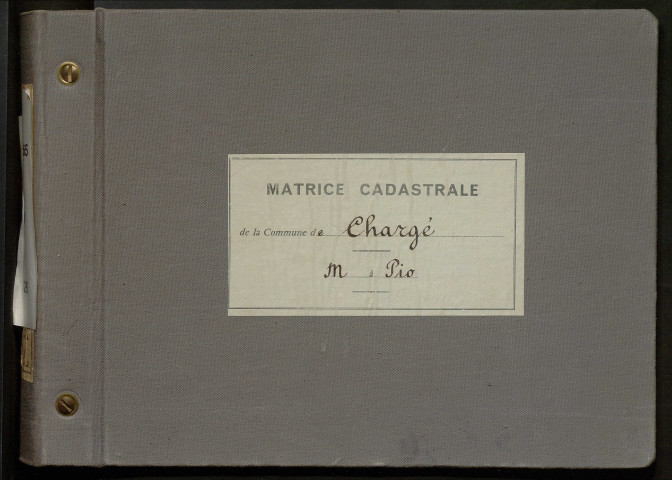 MATRICE CADASTRALE
de la Commune de Chargé
M à Pio